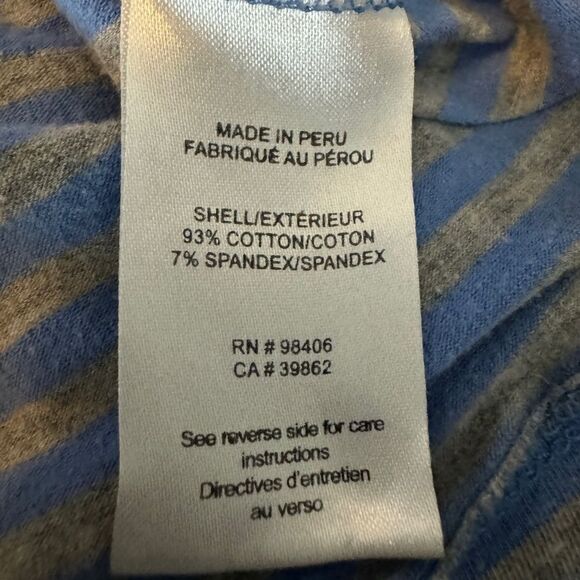 MADE IN PERU
FABRIQUÉ AU PÉROU
SHELL/EXTÉRIEUR
93% COTTON/COTON
7% SPANDEX/SPANDEX
RN # 98406
CA # 39862
See reverse side for care
instructions
Directives d'entretien
au verso